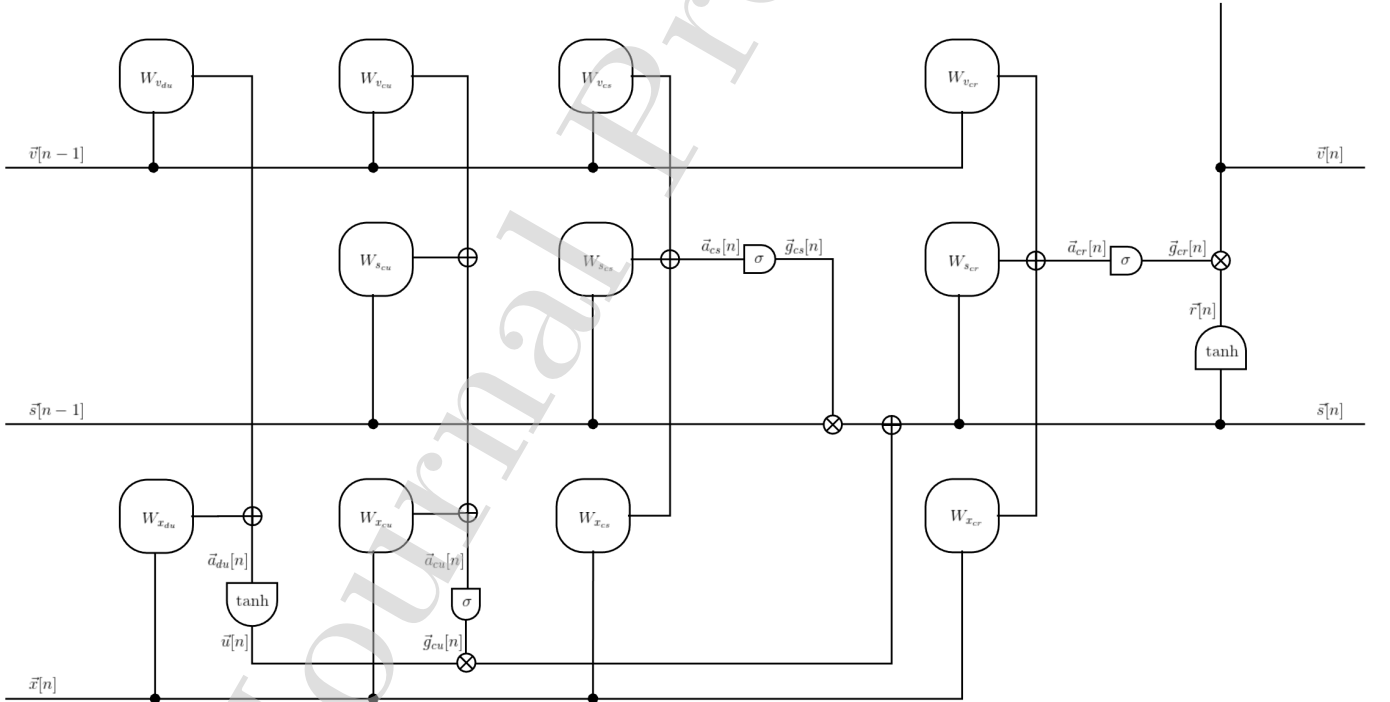 W_{v_{du}} W_{v_{cu}} W_{v_{cs}} W_{v_{cr}}
\vec{v}[n − 1] \vec{v}[n]
W_{s_{cu}} W_{s_{cs}} \vec{a}_{cs}[n] σ \vec{g}_{cs}[n] W_{s_{cr}} \vec{a}_{cr}[n] σ \vec{g}_{cr}[n]
\vec{r}[n]
tanh
\vec{s}[n − 1] \vec{s}[n]
W_{x_{du}} W_{x_{cu}} W_{x_{cs}} W_{x_{cr}}
\vec{a}_{du}[n] \vec{a}_{cu}[n]
tanh σ
\vec{u}[n] \vec{g}_{cu}[n]
\vec{x}[n]
Journal Pr